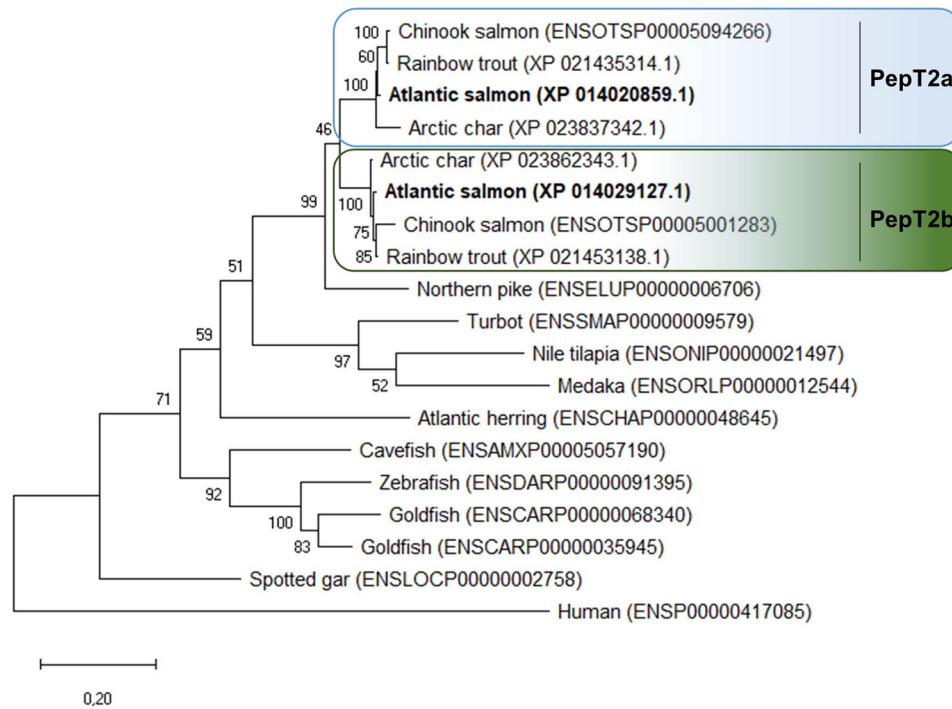 100
Chinook salmon (ENSOTSP00005094266)
60
Rainbow trout (XP 021435314.1)
PepT2a
100
Atlantic salmon (XP 014020859.1)
46
Arctic char (XP 023837342.1)
Arctic char (XP 023862343.1)
100
Atlantic salmon (XP 014029127.1)
99
PepT2b
75
Chinook salmon (ENSOTSP00005001283)
85
Rainbow trout (XP 021453138.1)
51
Northern pike (ENSELUP00000006706)
59
Turbot (ENSSMAP00000009579)
97
Nile tilapia (ENSONIP00000021497)
52
Medaka (ENSORLP00000012544)
71
Atlantic herring (ENSCHAP00000048645)
Cavefish (ENSAMXP00005057190)
92
Zebrafish (ENSDARP00000091395)
100
Goldfish (ENSCARP00000068340)
83
Goldfish (ENSCARP00000035945)
Spotted gar (ENSLOCP00000002758)
Human (ENSP00000417085)
0,20